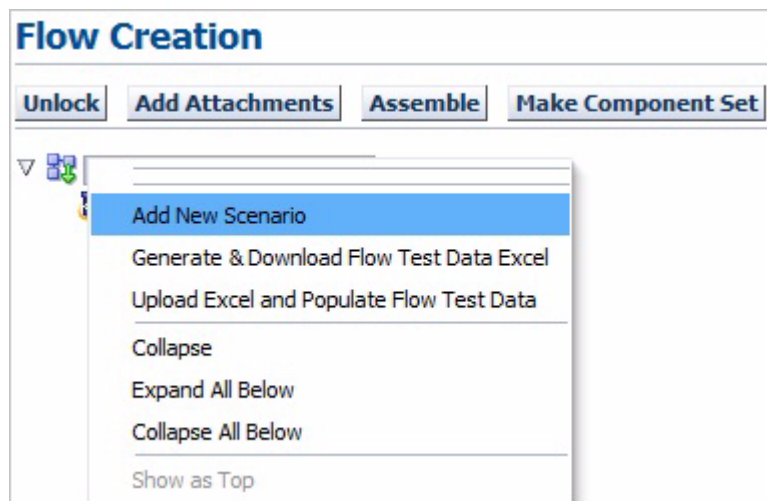 Flow Creation
Unlock Add Attachments Assemble Make Component Set
Add New Scenario
Generate & Download Flow Test Data Excel
Upload Excel and Populate Flow Test Data
Collapse
Expand All Below
Collapse All Below
Show as Top